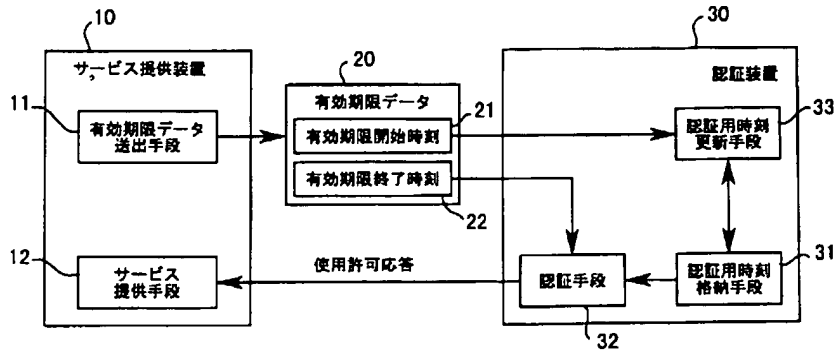 10
サービス提供装置
11
有効期限データ
送出手段
12
サービス
提供手段
20
有効期限データ
21
有効期限開始時刻
有効期限終了時刻
22
使用許可応答
30
認証装置
33
認証用時刻
更新手段
31
認証用時刻
格納手段
認証手段
32